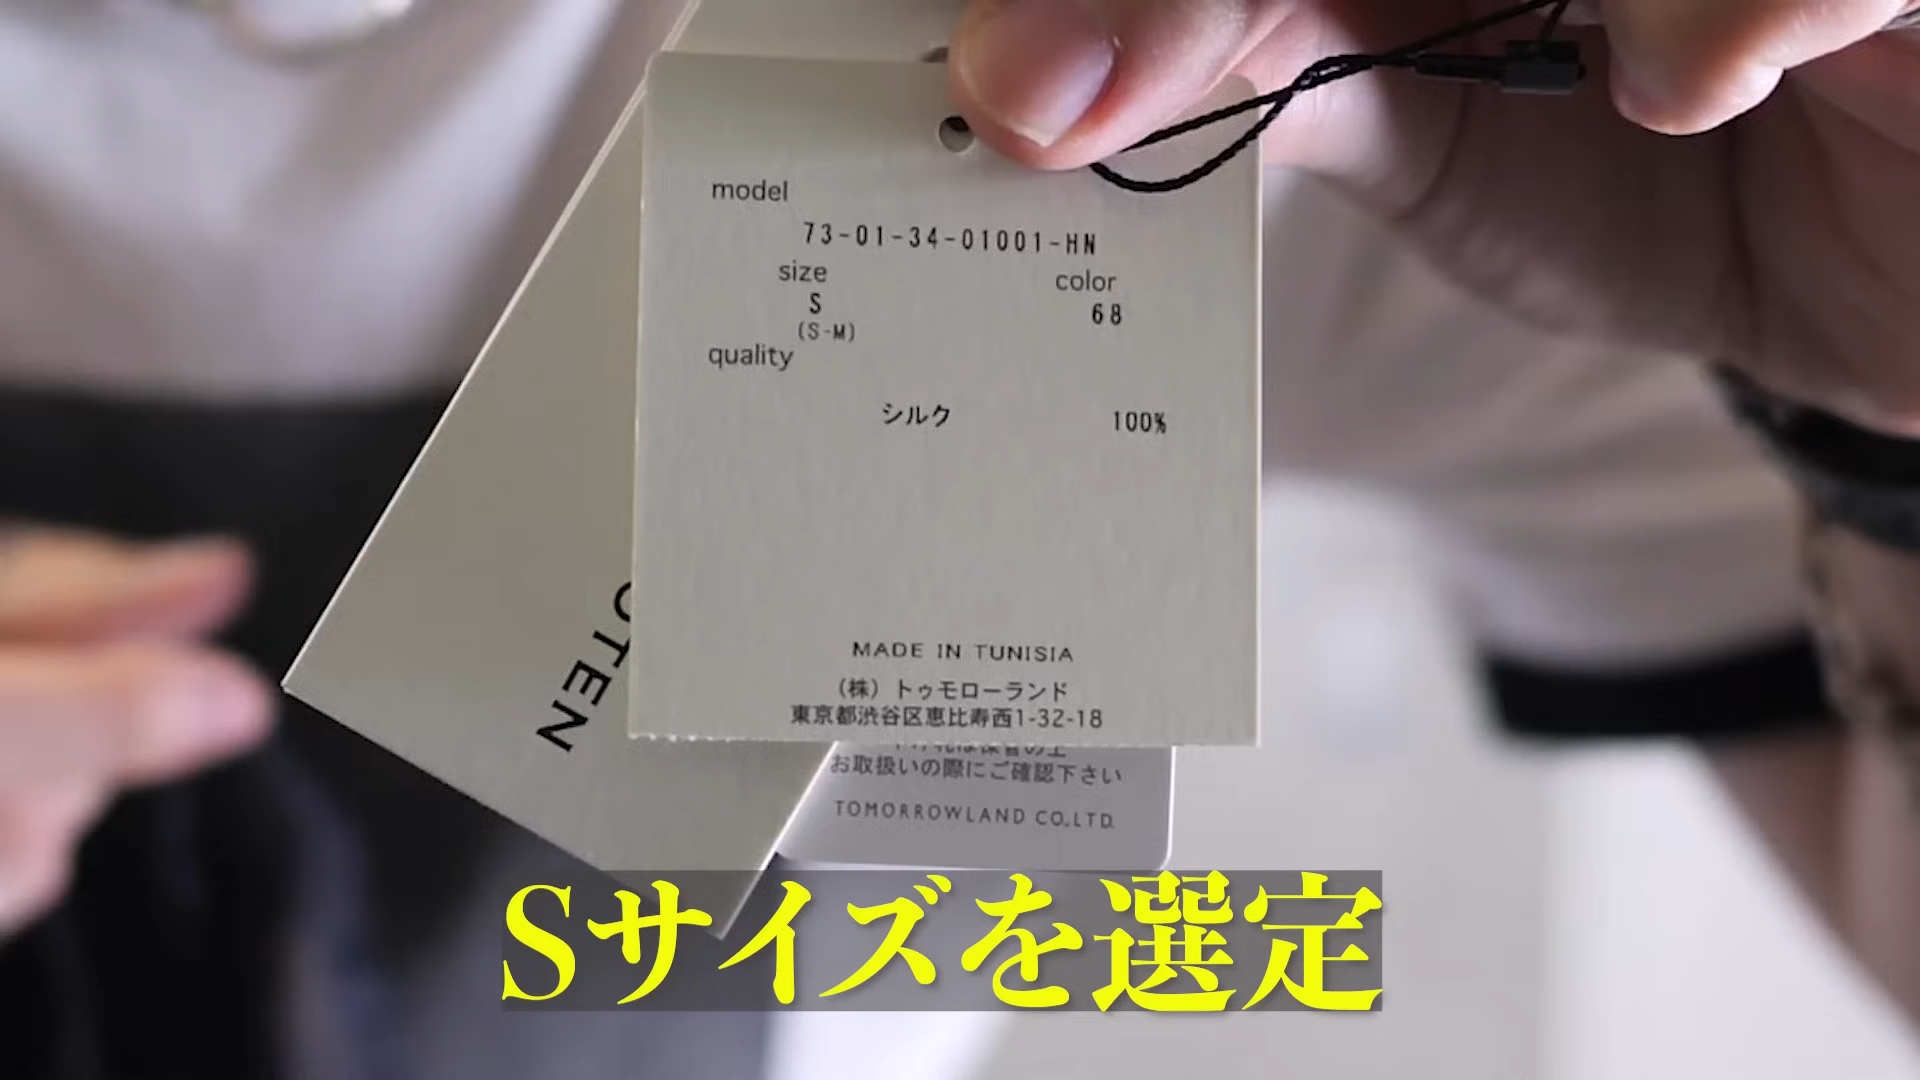 model
73-01-34-01001-HN
size
color
S
68
(S-M)
quality
シルク 100%
MADE IN TUNISIA
(株)トゥモローランド
東京都渋谷区恵比寿西1-32-18
お取扱いの際にご確認下さい
TOMORROWLAND CO.,LTD.
TEN
Sサイズを選定